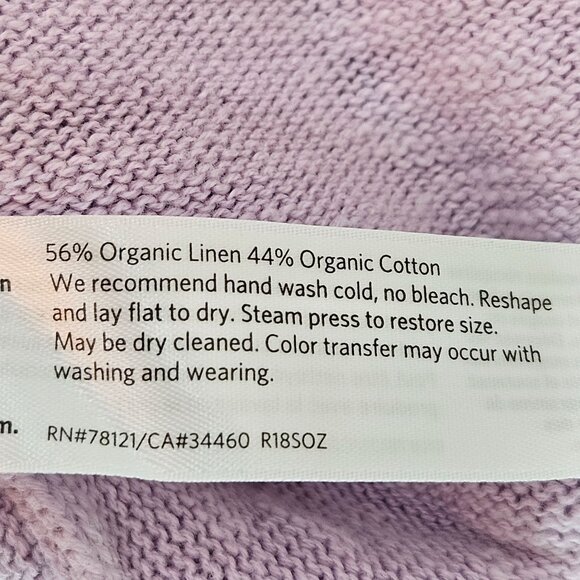 56% Organic Linen 44% Organic Cotton
n We recommend hand wash cold, no bleach. Reshape
and lay flat to dry. Steam press to restore size.
May be dry cleaned. Color transfer may occur with
washing and wearing.
m. RN#78121/CA#34460 R18SOZ